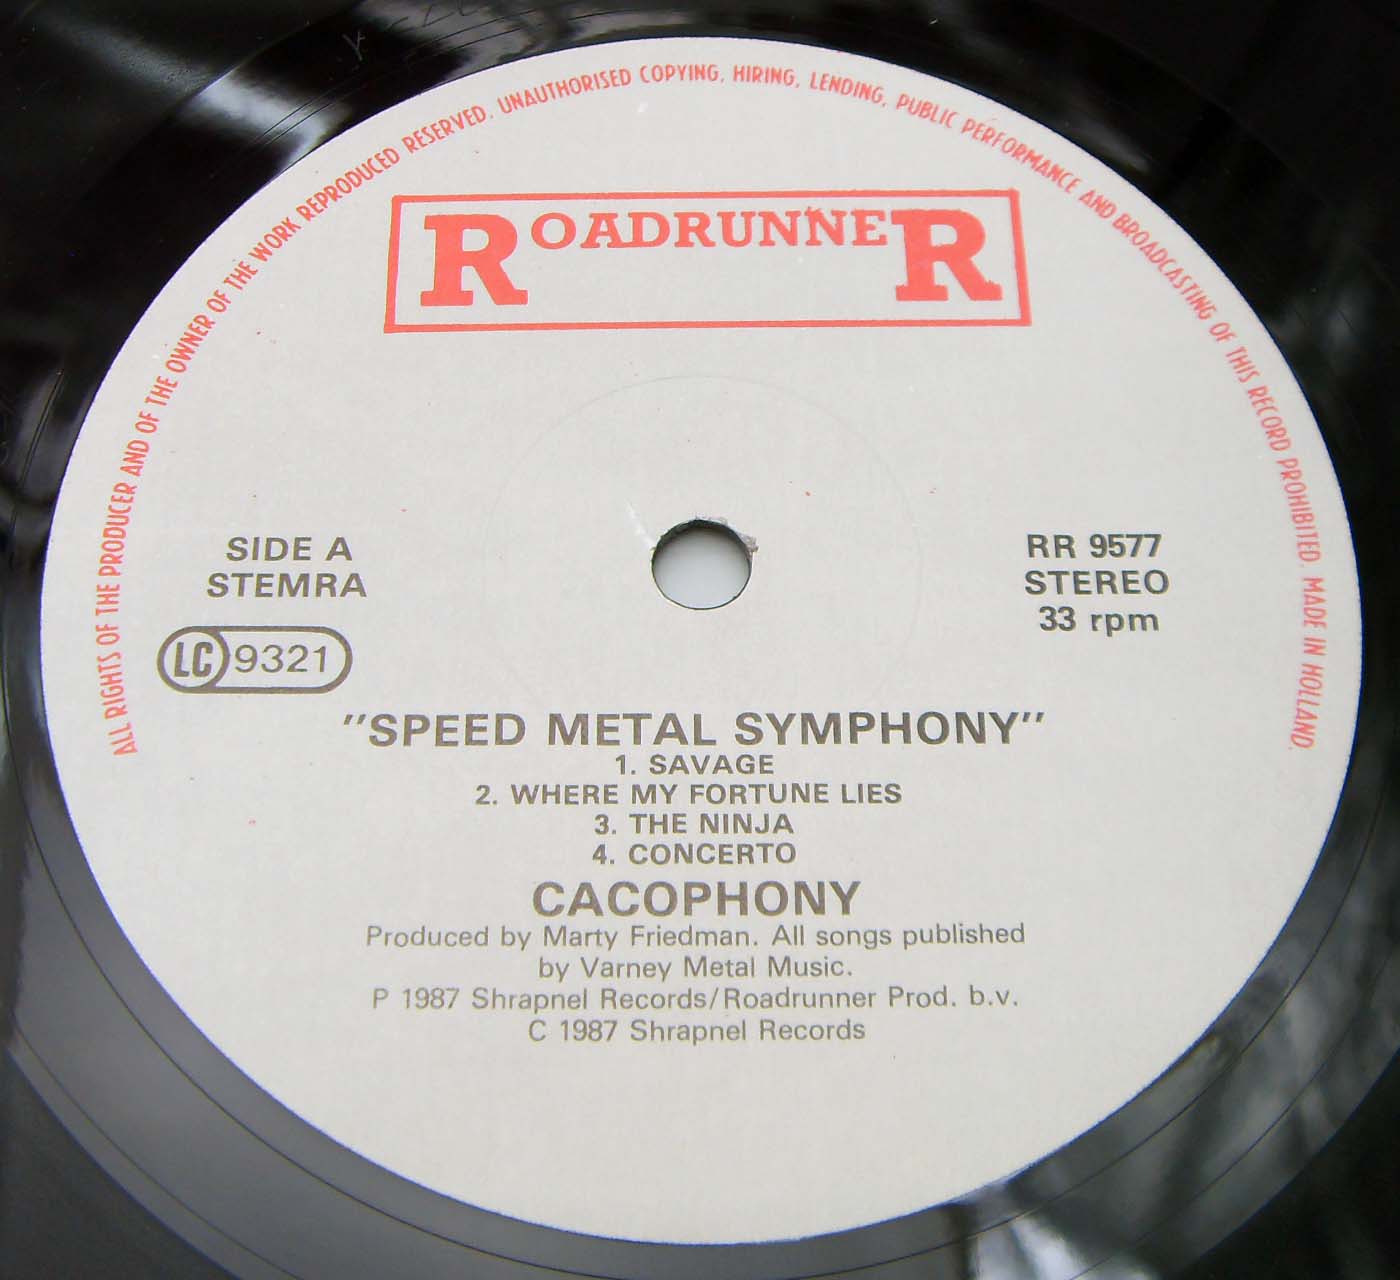 ALL RIGHTS OF THE PRODUCER AND OF THE OWNER OF THE WORK REPRODUCED RESERVED. UNAUTHORISED COPYING, HIRING, LENDING, PUBLIC PERFORMANCE AND BROADCASTING OF THIS RECORD PROHIBITED. MADE IN HOLLAND.
ROADRUNNER
SIDE A
STEMRA
LC 9321
RR 9577
STEREO
33 rpm
"SPEED METAL SYMPHONY"
1. SAVAGE
2. WHERE MY FORTUNE LIES
3. THE NINJA
4. CONCERTO
CACOPHONY
Produced by Marty Friedman. All songs published
by Varney Metal Music.
P 1987 Shrapnel Records/Roadrunner Prod. b.v.
C 1987 Shrapnel Records